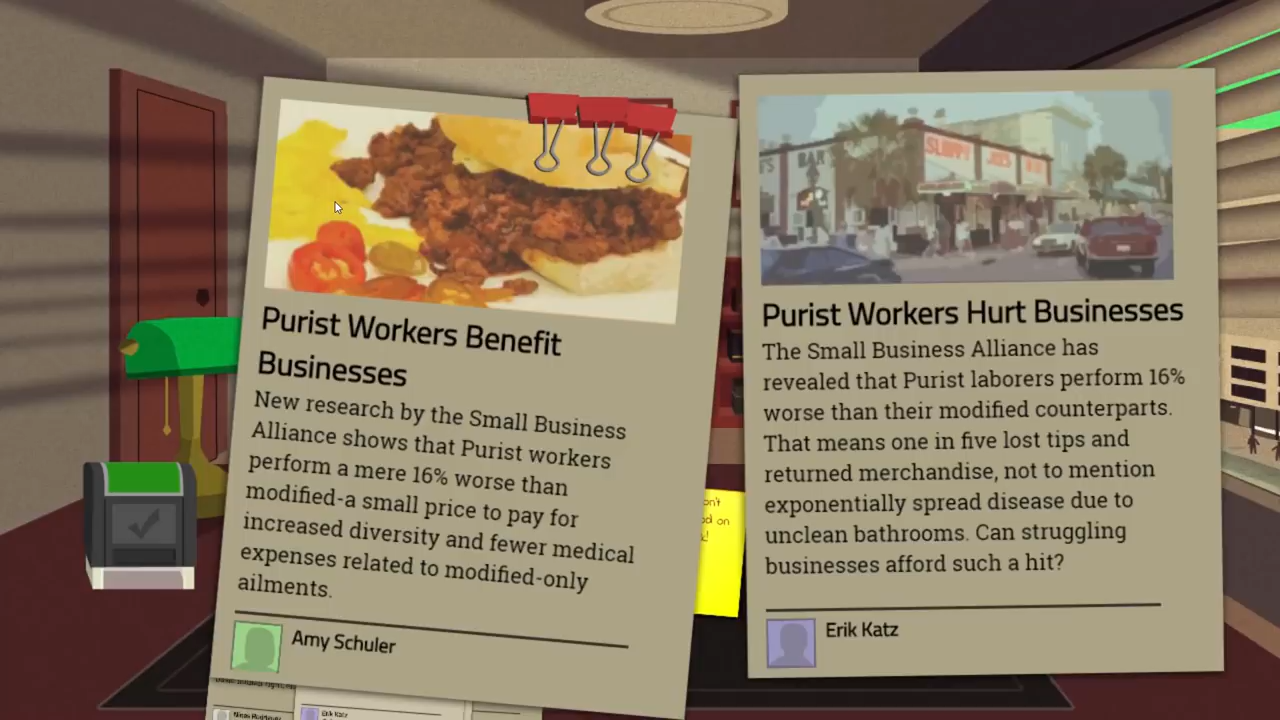 Purist Workers Benefit
Businesses
New research by the Small Business
Alliance shows that Purist workers
perform a mere 16% worse than
modified-a small price to pay for
increased diversity and fewer medical
expenses related to modified-only
ailments.
Amy Schuler
BAR
SLOPPY JOE'S
Purist Workers Hurt Businesses
The Small Business Alliance has
revealed that Purist laborers perform 16%
worse than their modified counterparts.
That means one in five lost tips and
returned merchandise, not to mention
exponentially spread disease due to
unclean bathrooms. Can struggling
businesses afford such a hit?
Erik Katz
on
Erik Katz